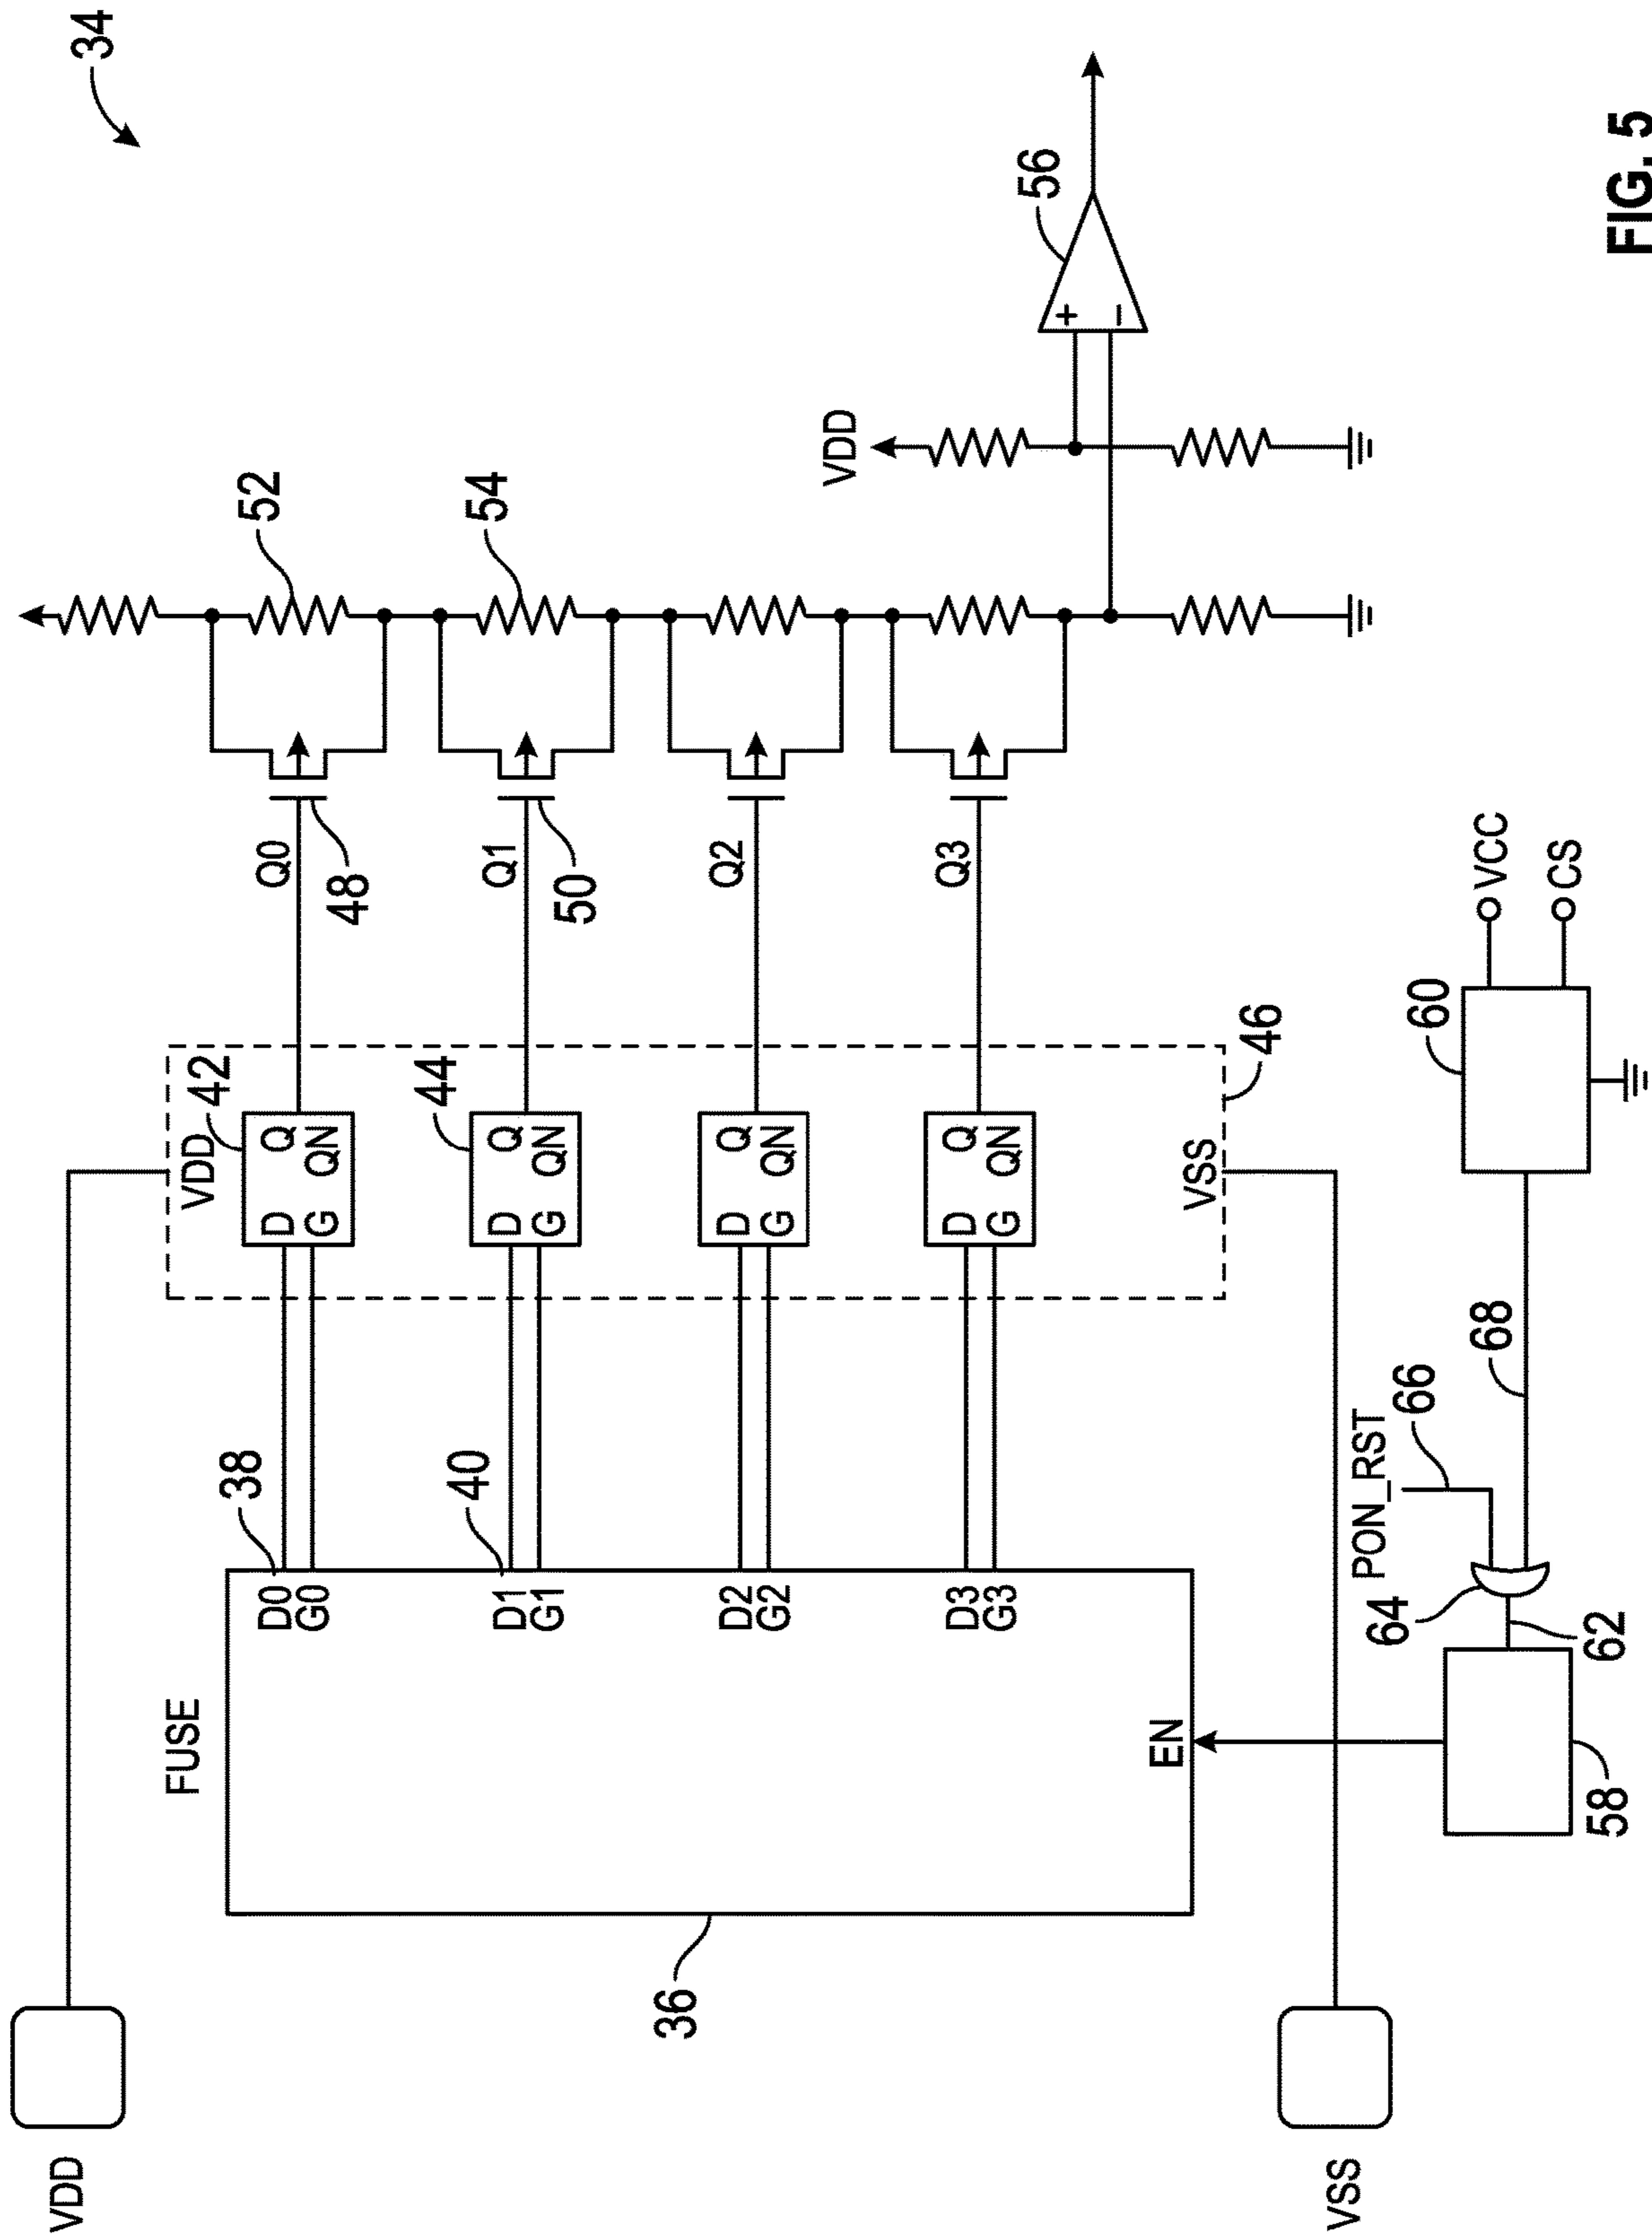 34
VDD
FUSE
36
D0
G0
38
D1
G1
40
D2
G2
D3
G3
EN
VDD
42
D Q
G QN
44
D Q
G QN
D Q
G QN
D Q
G QN
VSS
46
Q0
48
Q1
50
Q2
Q3
52
54
VDD
+
–
56
VSS
58
62
64
PON_RST
66
68
60
VCC
CS
FIG. 5